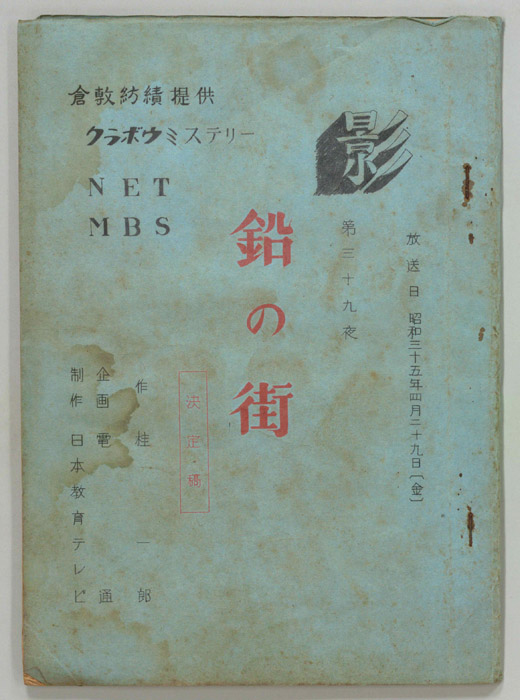 倉敷紡績提供
クラボウミステリー
NET
MBS
影
第三十九夜
放送日 昭和三十五年四月二十九日〔金〕
鉛の街
決定稿
作 桂一郎
企画 電通
制作 日本教育テレビ